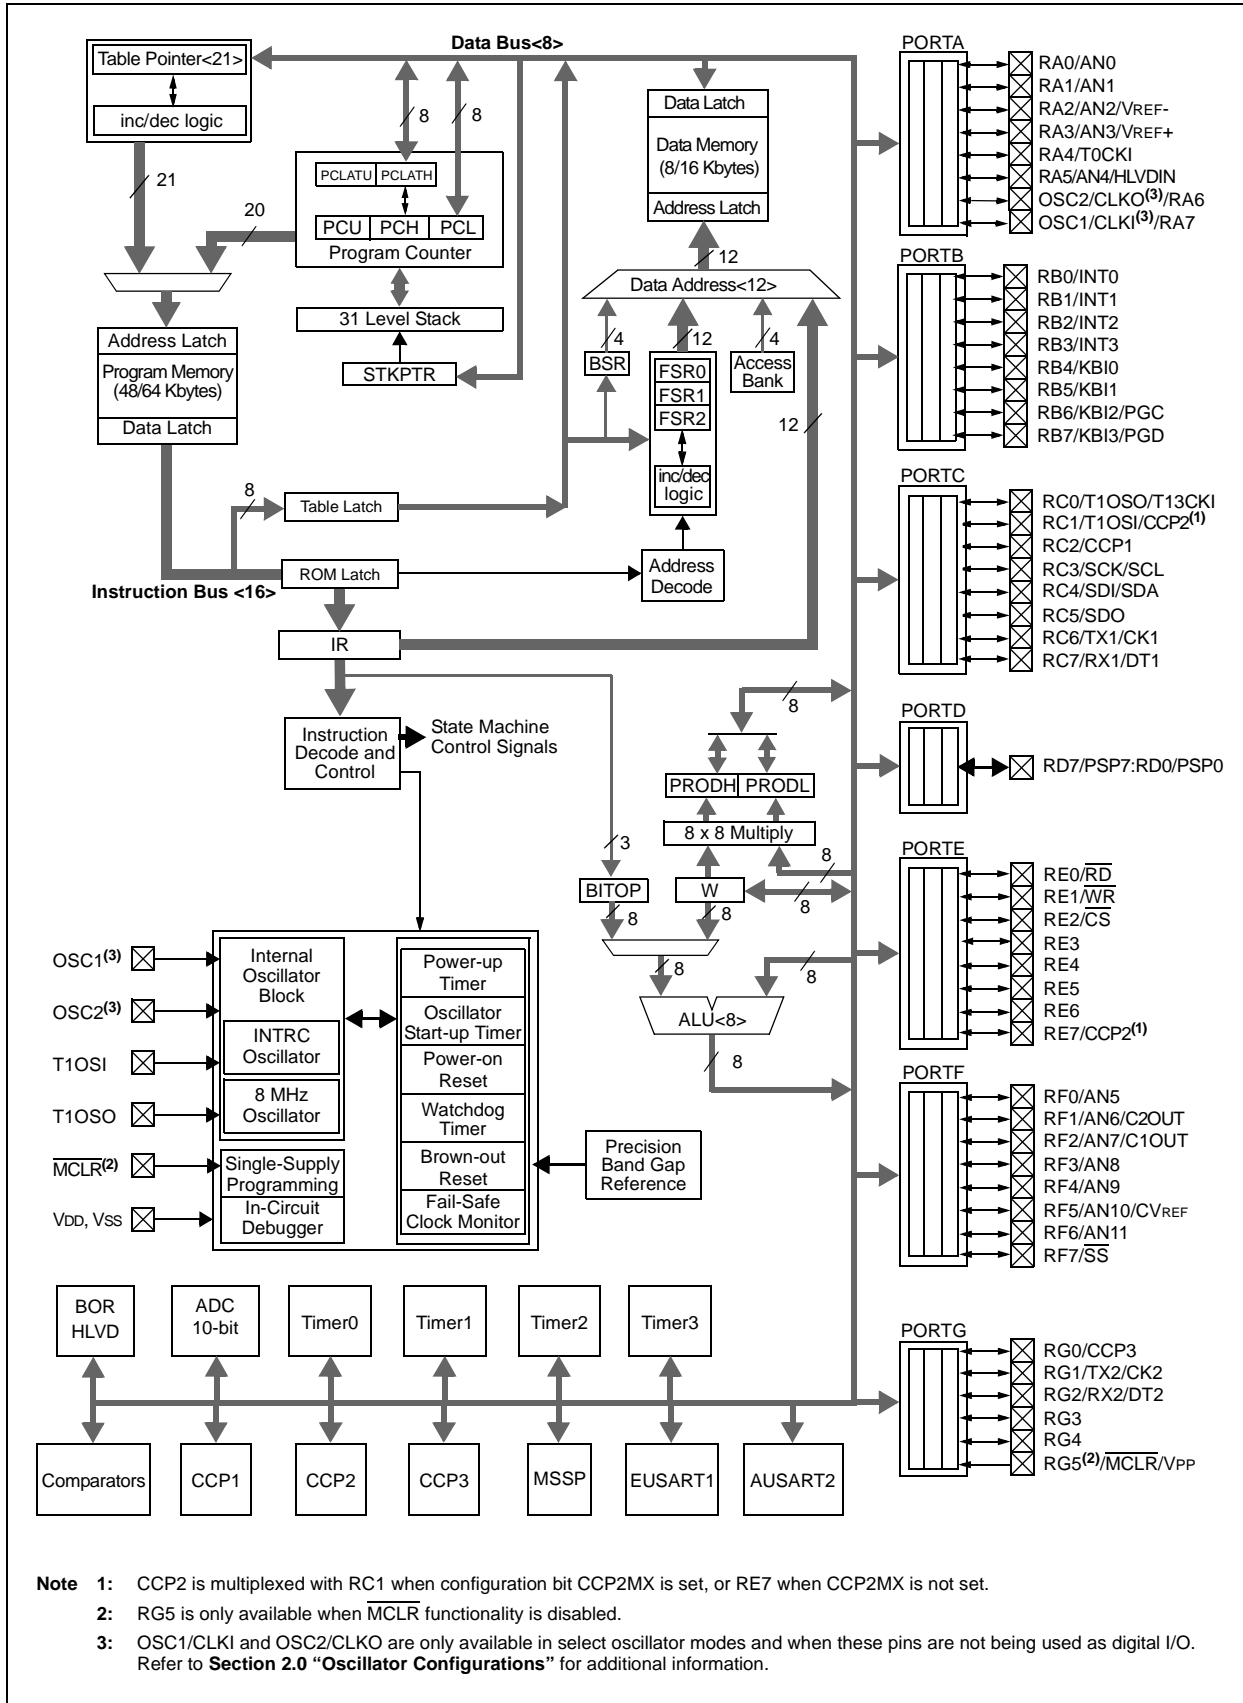 Data Bus<8>
Table Pointer<21>
inc/dec logic
21
20
8
8
PCLATU PCLATH
PCU PCH PCL
Program Counter
31 Level Stack
STKPTR
Address Latch
Program Memory
(48/64 Kbytes)
Data Latch
Data Latch
Data Memory
(8/16 Kbytes)
Address Latch
12
Data Address<12>
4
12
4
BSR
FSR0
FSR1
FSR2
inc/dec
logic
Access
Bank
12
8
Table Latch
ROM Latch
Instruction Bus <16>
Address
Decode
IR
Instruction
Decode and
Control
State Machine
Control Signals
8
PRODH PRODL
8 x 8 Multiply
3
8
BITOP
W
8
8
8
8
8
ALU<8>
8
OSC1(3)
OSC2(3)
T1OSI
T1OSO
MCLR(2)
VDD, VSS
Internal
Oscillator
Block
INTRC
Oscillator
8 MHz
Oscillator
Single-Supply
Programming
In-Circuit
Debugger
Power-up
Timer
Oscillator
Start-up Timer
Power-on
Reset
Watchdog
Timer
Brown-out
Reset
Fail-Safe
Clock Monitor
Precision
Band Gap
Reference
BOR
HLVD
ADC
10-bit
Timer0
Timer1
Timer2
Timer3
Comparators
CCP1
CCP2
CCP3
MSSP
EUSART1
AUSART2
PORTA
RA0/AN0
RA1/AN1
RA2/AN2/VREF-
RA3/AN3/VREF+
RA4/T0CKI
RA5/AN4/HLVDIN
OSC2/CLKO(3)/RA6
OSC1/CLKI(3)/RA7
PORTB
RB0/INT0
RB1/INT1
RB2/INT2
RB3/INT3
RB4/KBI0
RB5/KBI1
RB6/KBI2/PGC
RB7/KBI3/PGD
PORTC
RC0/T1OSO/T13CKI
RC1/T1OSI/CCP2(1)
RC2/CCP1
RC3/SCK/SCL
RC4/SDI/SDA
RC5/SDO
RC6/TX1/CK1
RC7/RX1/DT1
PORTD
RD7/PSP7:RD0/PSP0
PORTE
RE0/RD
RE1/WR
RE2/CS
RE3
RE4
RE5
RE6
RE7/CCP2(1)
PORTF
RF0/AN5
RF1/AN6/C2OUT
RF2/AN7/C1OUT
RF3/AN8
RF4/AN9
RF5/AN10/CVREF
RF6/AN11
RF7/SS
PORTG
RG0/CCP3
RG1/TX2/CK2
RG2/RX2/DT2
RG3
RG4
RG5(2)/MCLR/VPP
Note 1: CCP2 is multiplexed with RC1 when configuration bit CCP2MX is set, or RE7 when CCP2MX is not set.
2: RG5 is only available when MCLR functionality is disabled.
3: OSC1/CLKI and OSC2/CLKO are only available in select oscillator modes and when these pins are not being used as digital I/O.
Refer to Section 2.0 “Oscillator Configurations” for additional information.